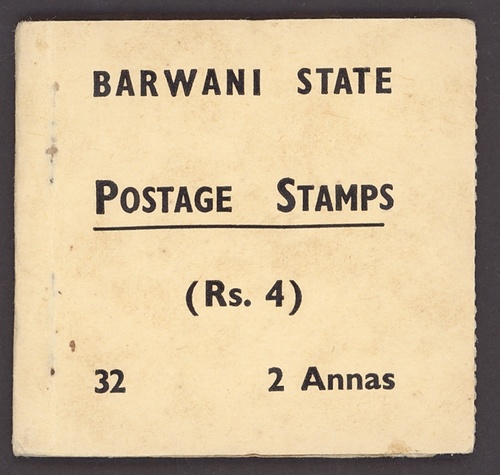 BARWANI STATE
POSTAGE STAMPS
(Rs. 4)
32 2 Annas